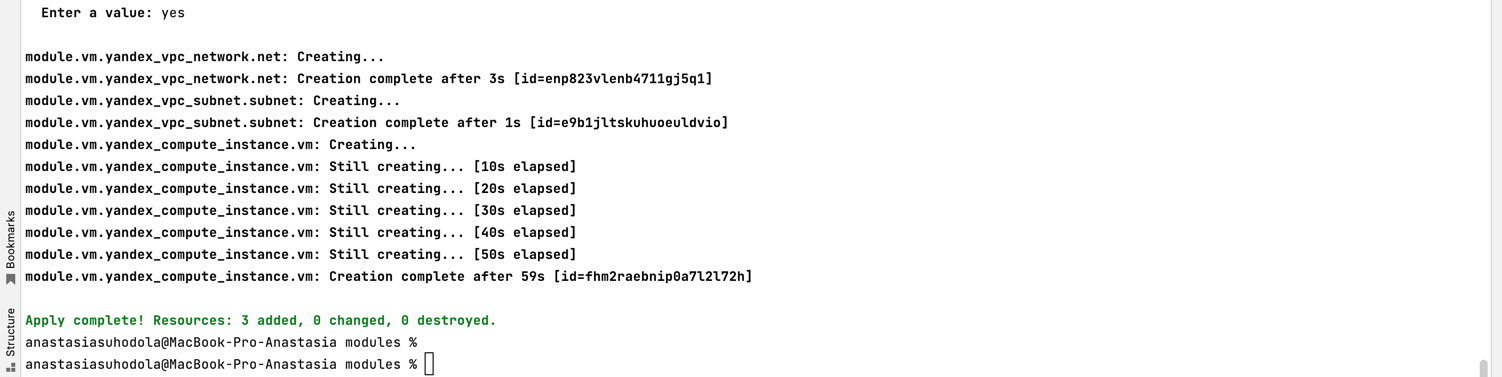 Enter a value: yes
module.vm.yandex_vpc_network.net: Creating...
module.vm.yandex_vpc_network.net: Creation complete after 3s [id=enp823vlenb4711gj5q1]
module.vm.yandex_vpc_subnet.subnet: Creating...
module.vm.yandex_vpc_subnet.subnet: Creation complete after 1s [id=e9b1jltskuhuoeuldvio]
module.vm.yandex_compute_instance.vm: Creating...
module.vm.yandex_compute_instance.vm: Still creating... [10s elapsed]
module.vm.yandex_compute_instance.vm: Still creating... [20s elapsed]
module.vm.yandex_compute_instance.vm: Still creating... [30s elapsed]
module.vm.yandex_compute_instance.vm: Still creating... [40s elapsed]
module.vm.yandex_compute_instance.vm: Still creating... [50s elapsed]
module.vm.yandex_compute_instance.vm: Creation complete after 59s [id=fhm2raebnip0a7l2l72h]
Apply complete! Resources: 3 added, 0 changed, 0 destroyed.
anastasiasuhodola@MacBook-Pro-Anastasia modules %
anastasiasuhodola@MacBook-Pro-Anastasia modules %
Bookmarks
Structure